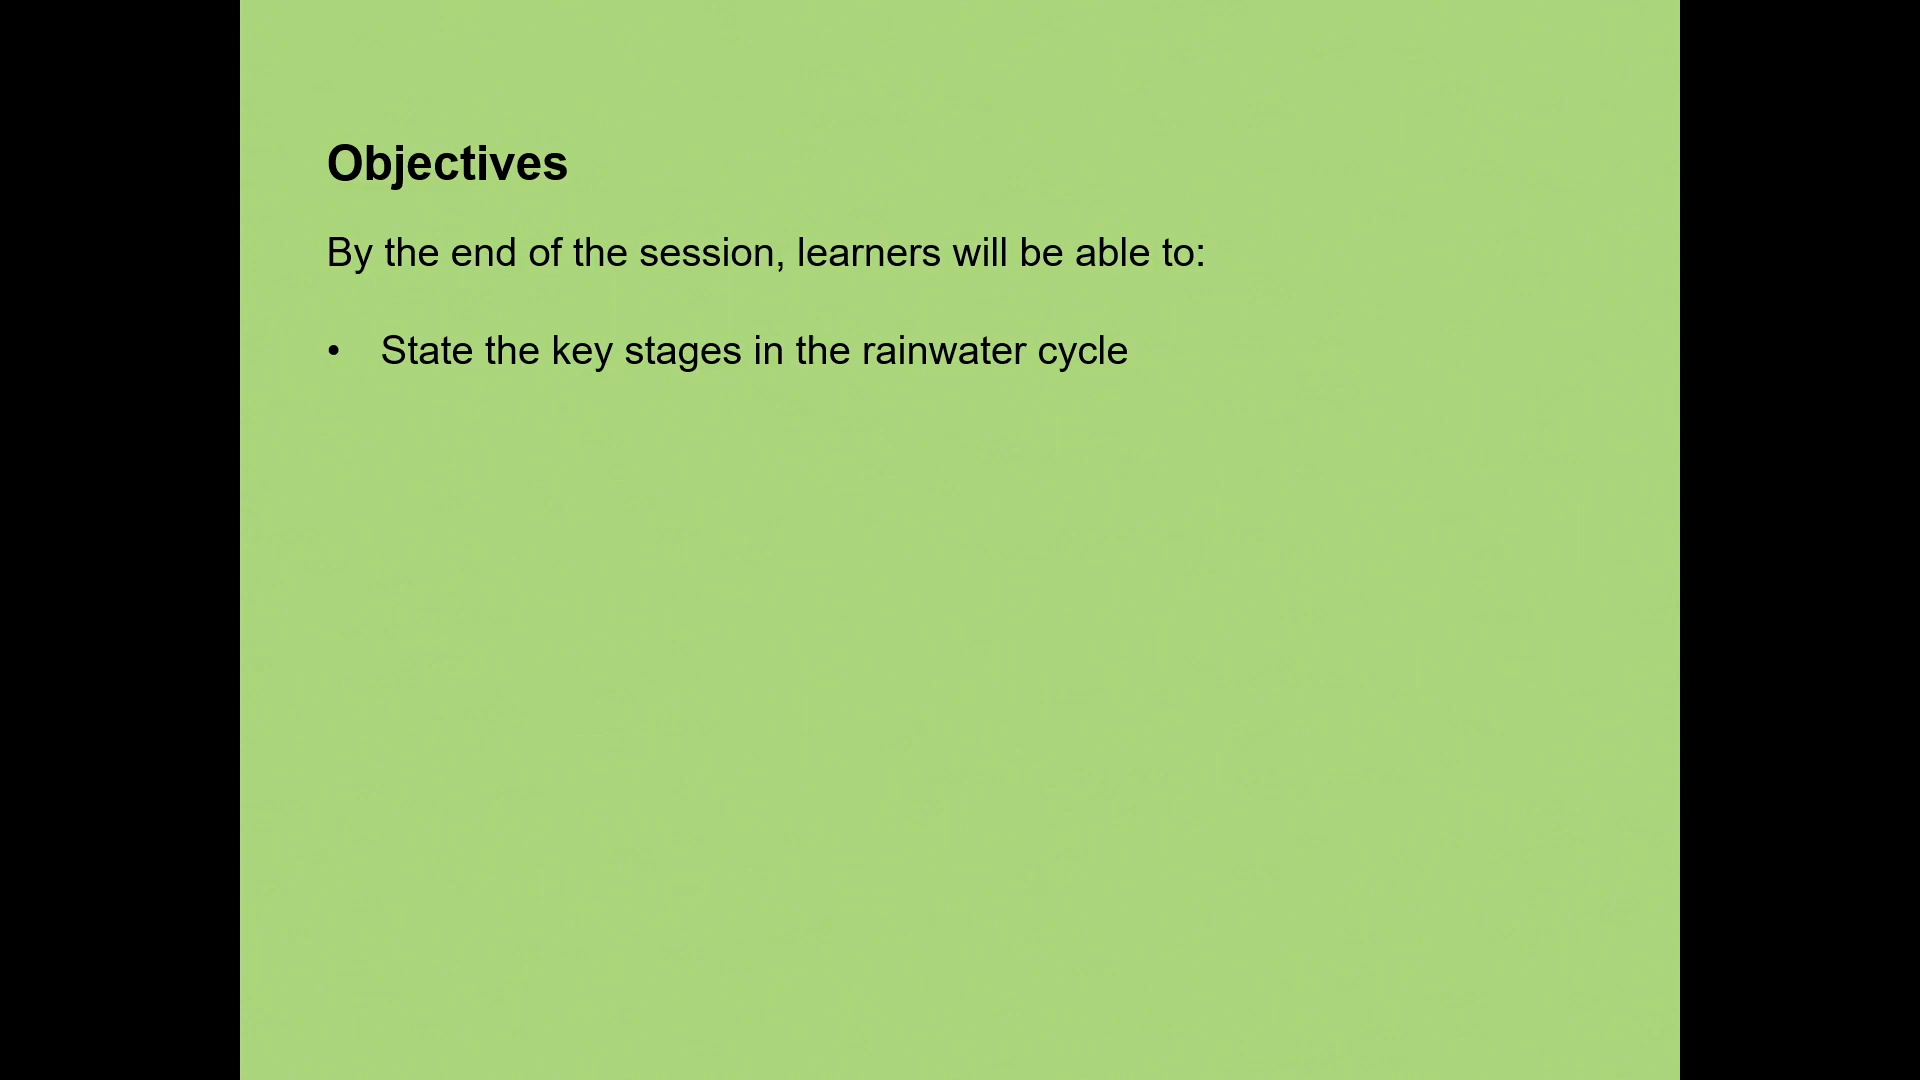 Objectives
By the end of the session, learners will be able to:
• State the key stages in the rainwater cycle